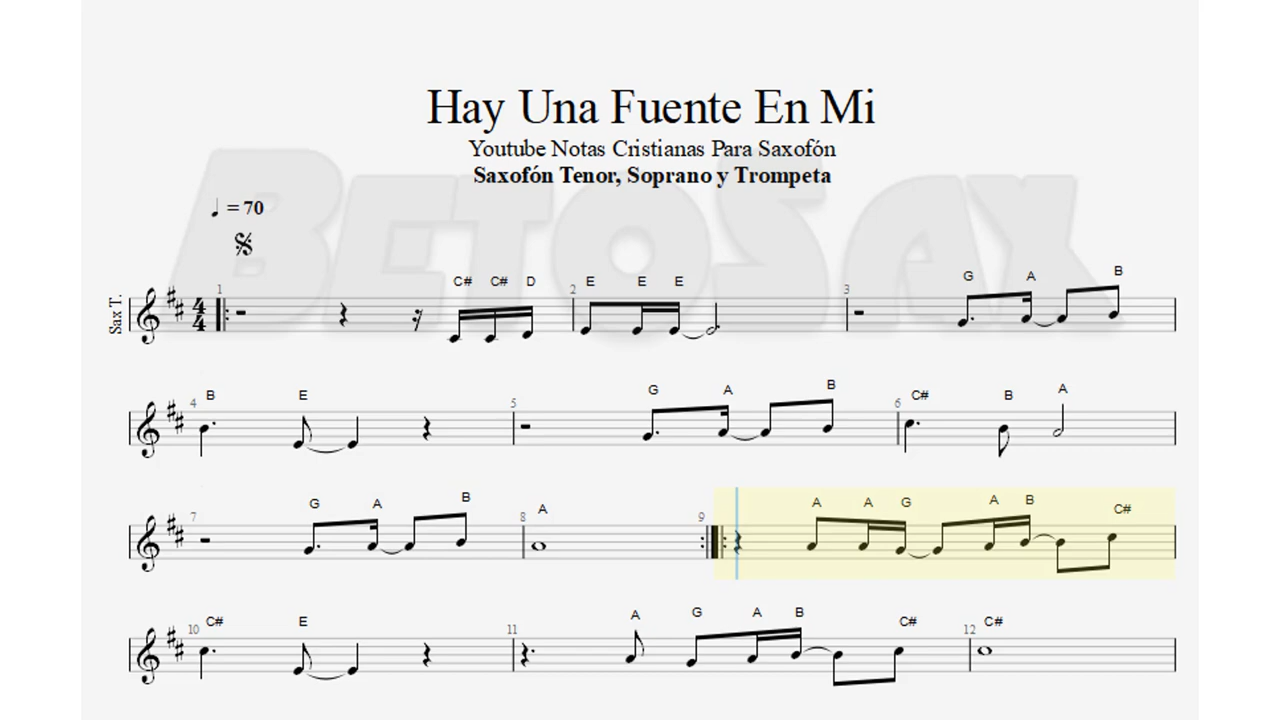 Hay Una Fuente En Mi
Youtube Notas Cristianas Para Saxofón
Saxofón Tenor, Soprano y Trompeta
BETOSAX
= 70
Sax T.
1 C# C# D 2 E E E 3 G A B
4 B E 5 G A B 6 C# B A
7 G A B 8 A 9 A A G A B C#
10 C# E 11 A G A B C# 12 C#